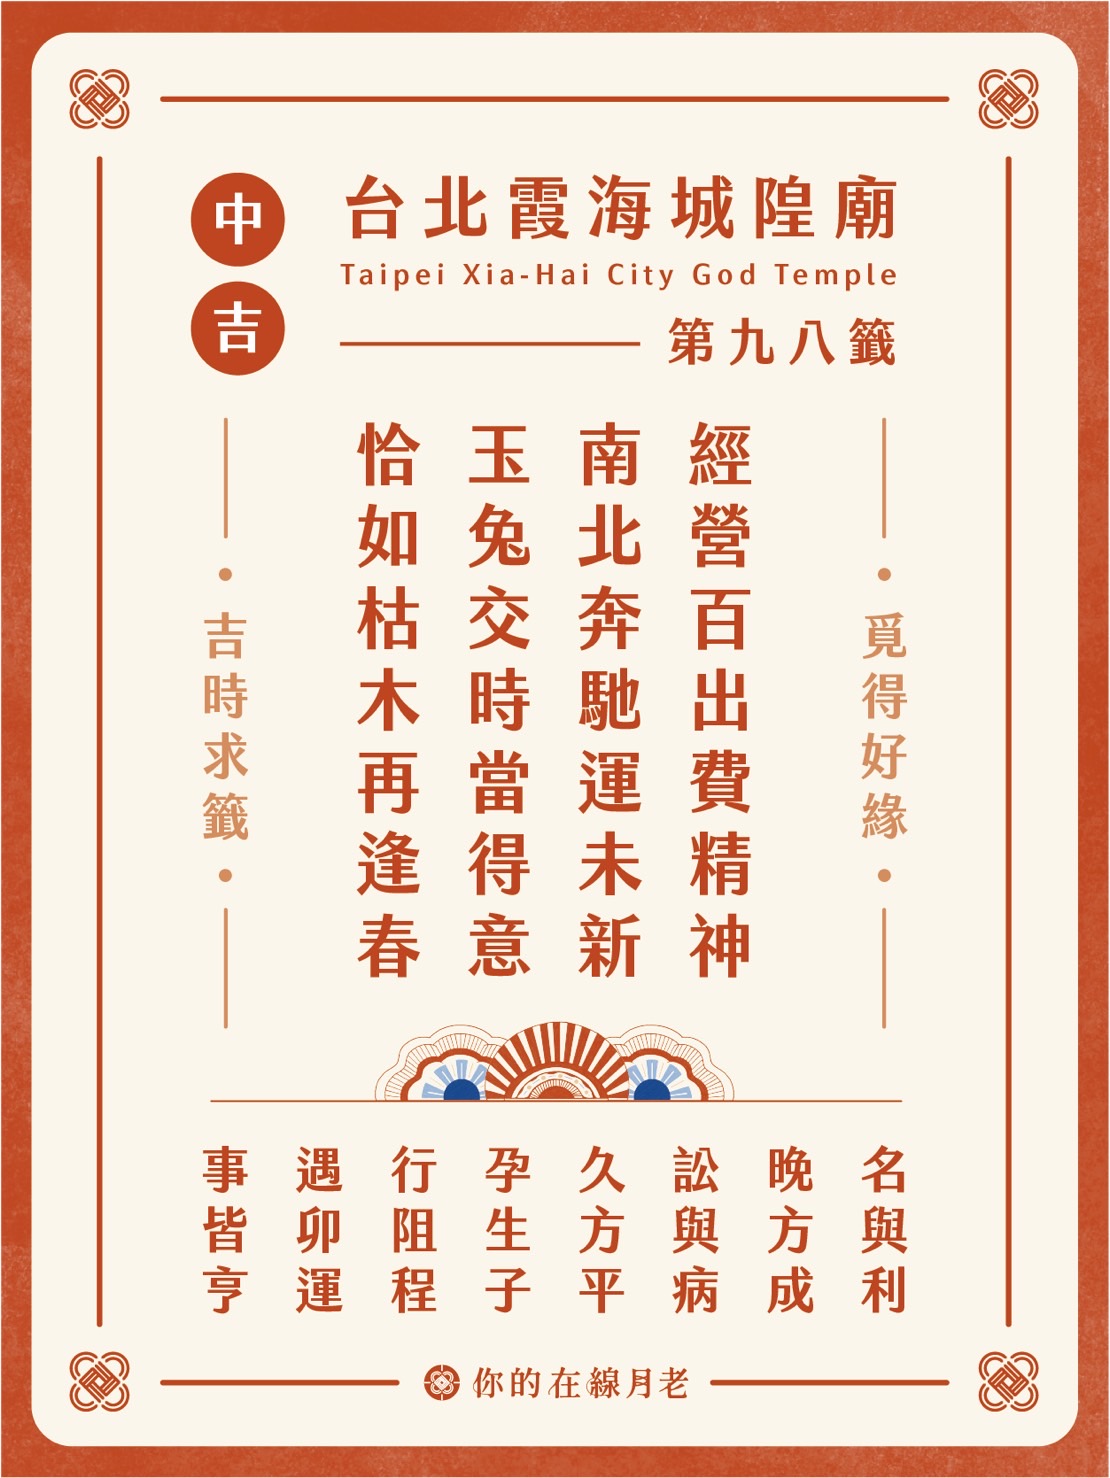 中吉
台北霞海城隍廟
Taipei Xia-Hai City God Temple
第九八籤
覓得好緣
經營百出費精神
南北奔馳運未新
玉兔交時當得意
恰如枯木再逢春
吉時求籤
名與利
晚方成
訟與病
久方平
孕生子
行阻程
遇卯運
事皆亨
你的在線月老